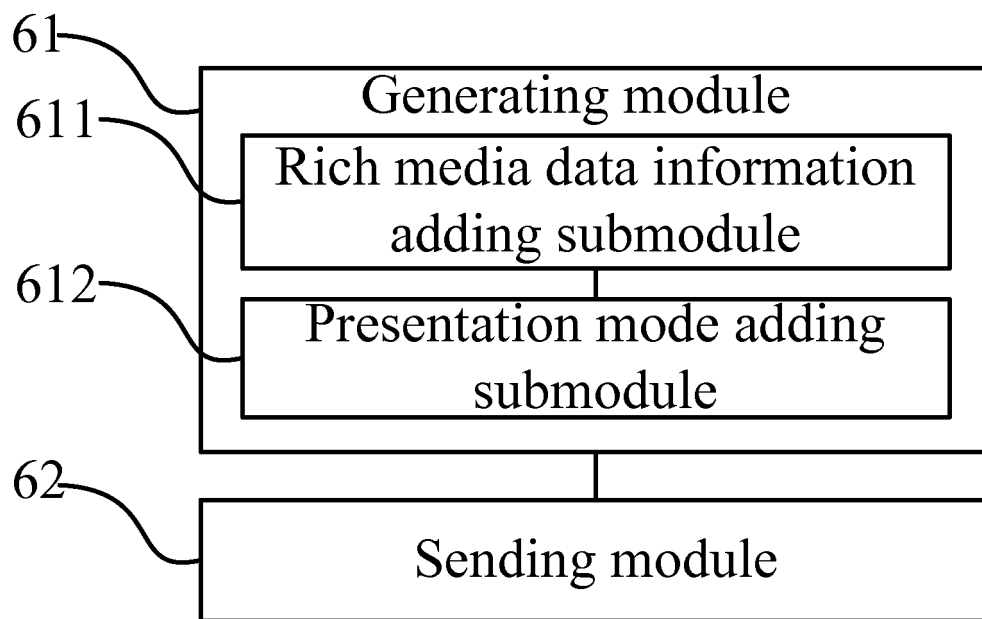 61
Generating module
611
Rich media data information
adding submodule
612
Presentation mode adding
submodule
62
Sending module